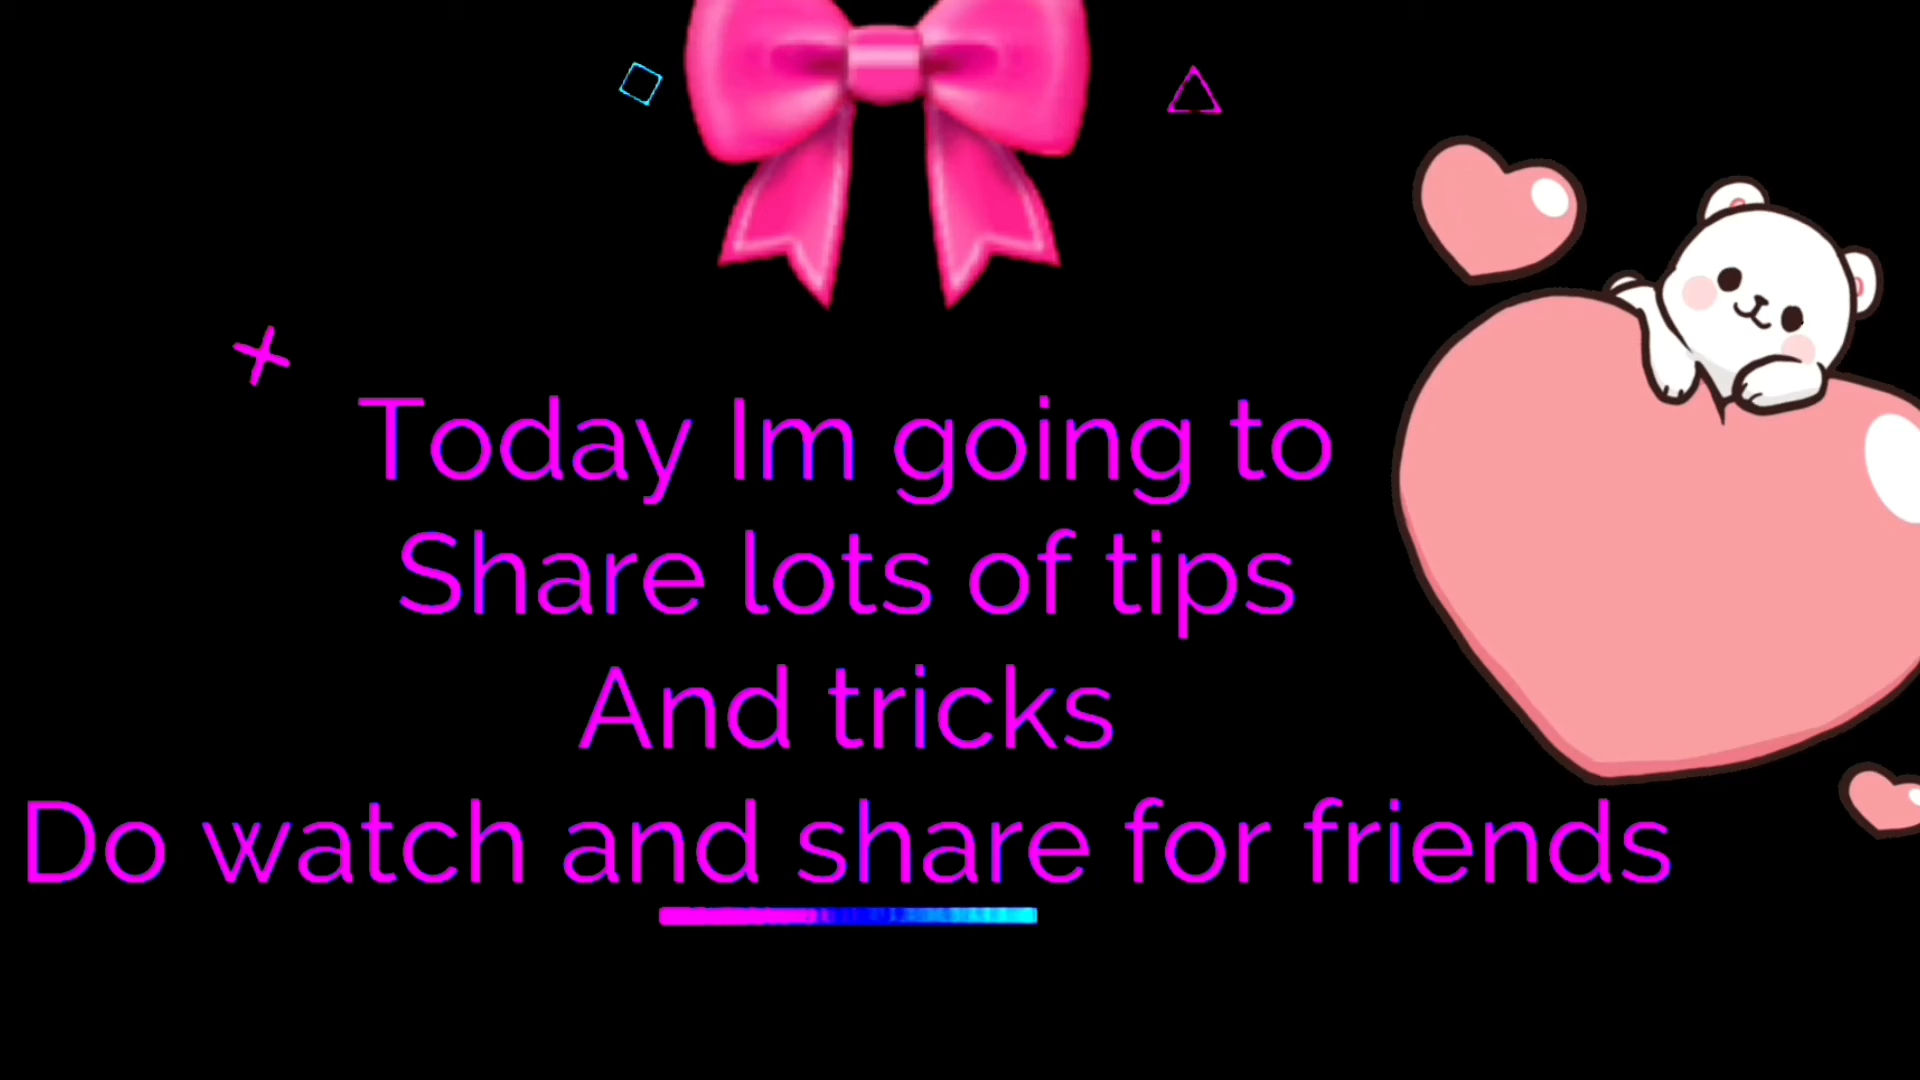 Today Im going to
Share lots of tips
And tricks
Do watch and share for friends